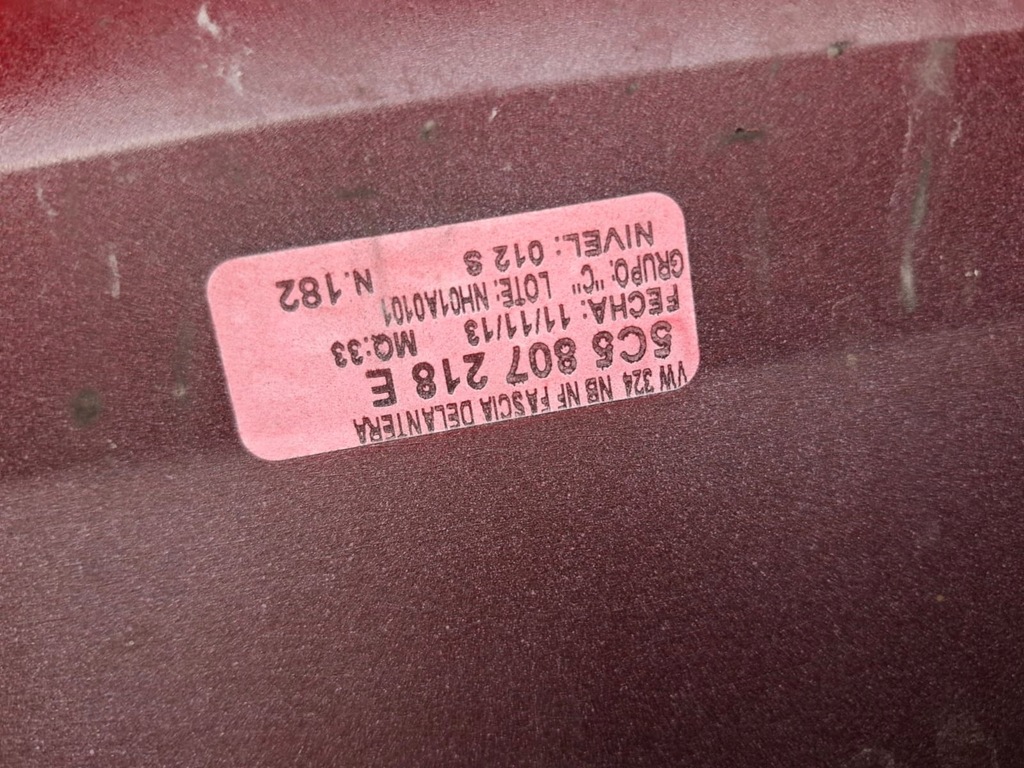 VW 324 NB NF FASCIA DELANTERA
5C5 807 218 E
FECHA: 11/11/13 MQ:33
GRUPO: "C" LOTE: NH01A0101
NIVEL: 012 S N.182